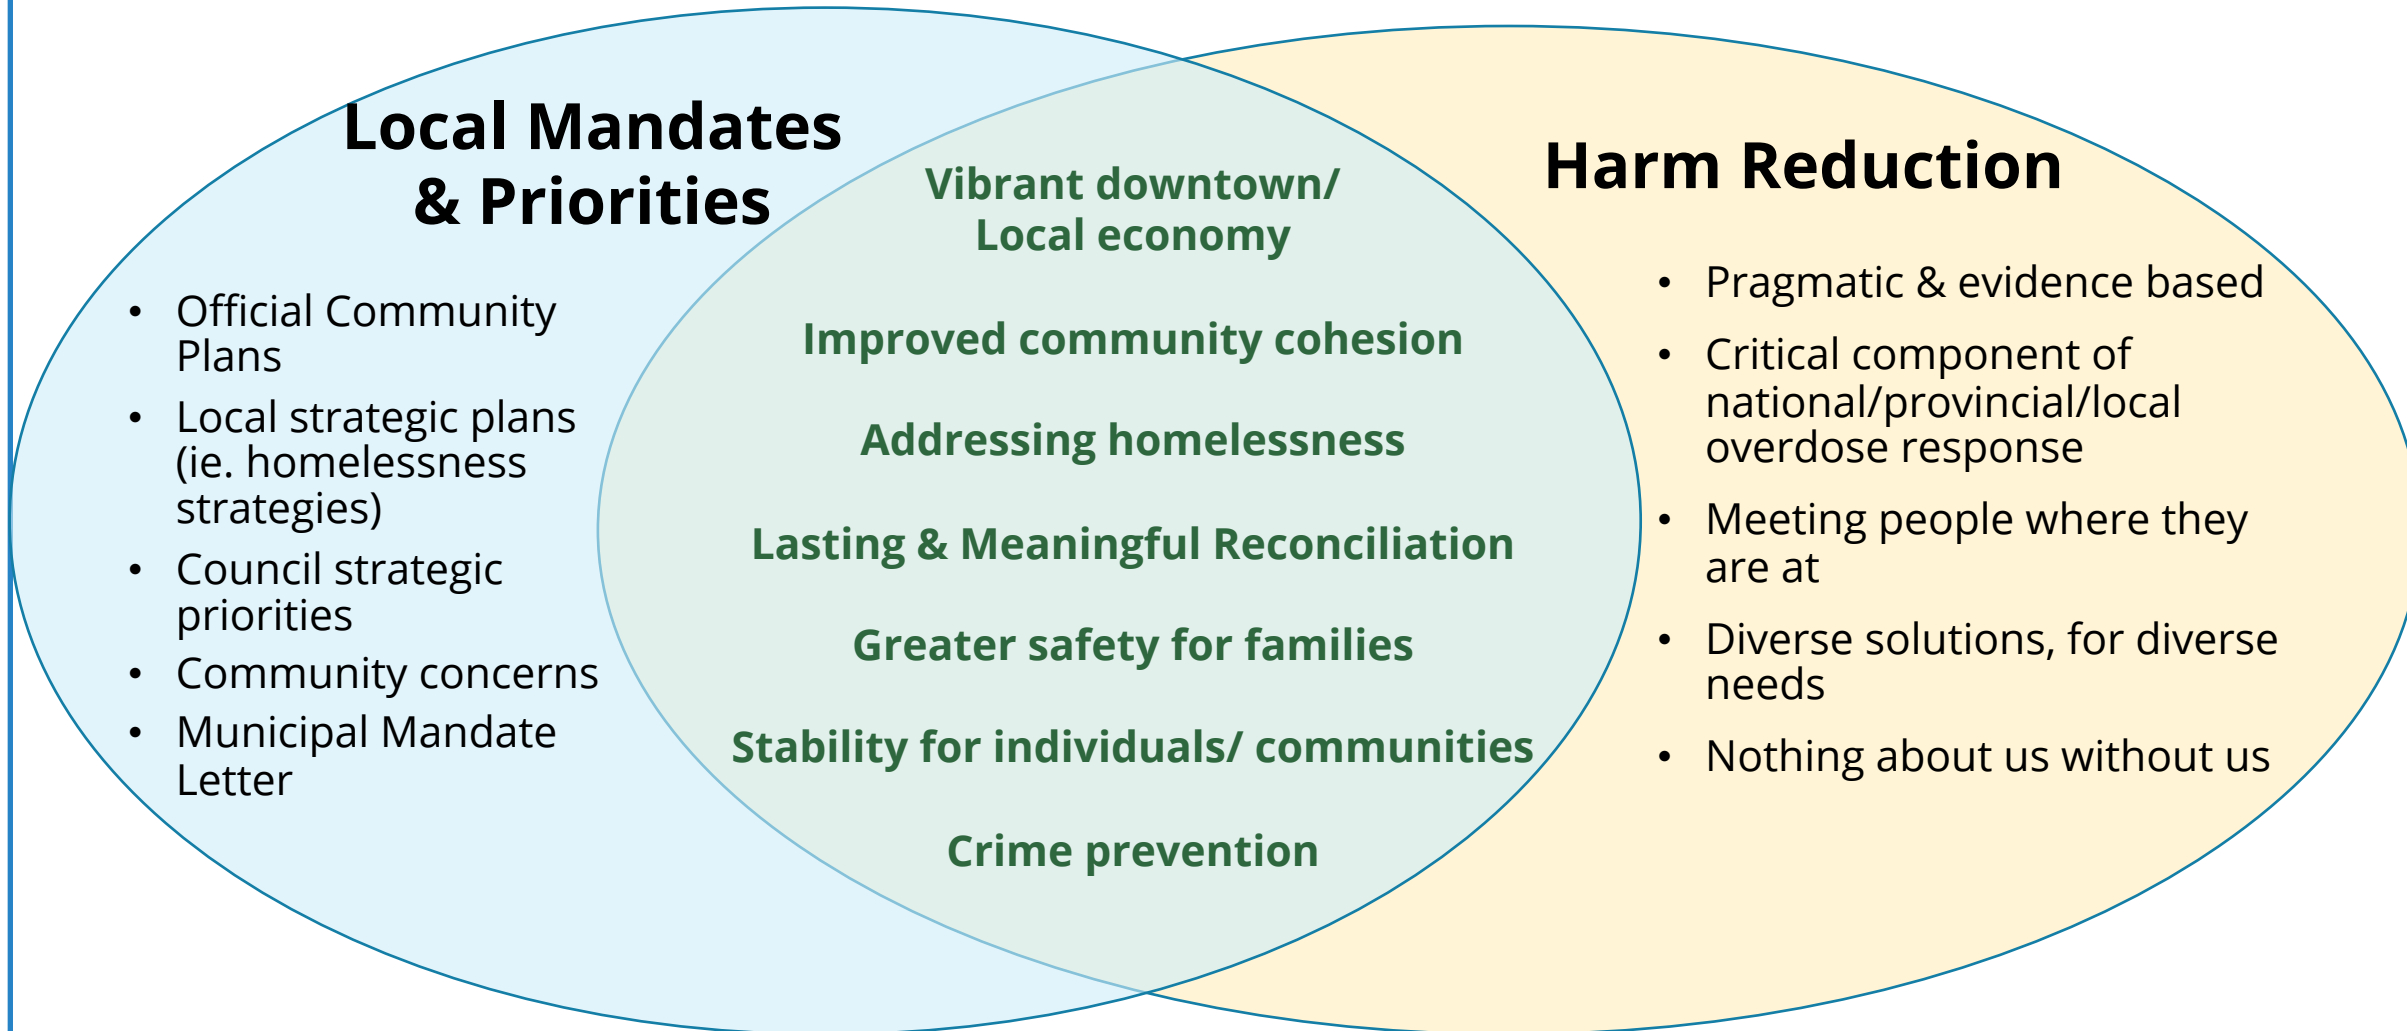 Local Mandates
& Priorities
• Official Community
Plans
• Local strategic plans
(ie. homelessness
strategies)
• Council strategic
priorities
• Community concerns
• Municipal Mandate
Letter
Vibrant downtown/
Local economy
Improved community cohesion
Addressing homelessness
Lasting & Meaningful Reconciliation
Greater safety for families
Stability for individuals/ communities
Crime prevention
Harm Reduction
• Pragmatic & evidence based
• Critical component of
national/provincial/local
overdose response
• Meeting people where they
are at
• Diverse solutions, for diverse
needs
• Nothing about us without us